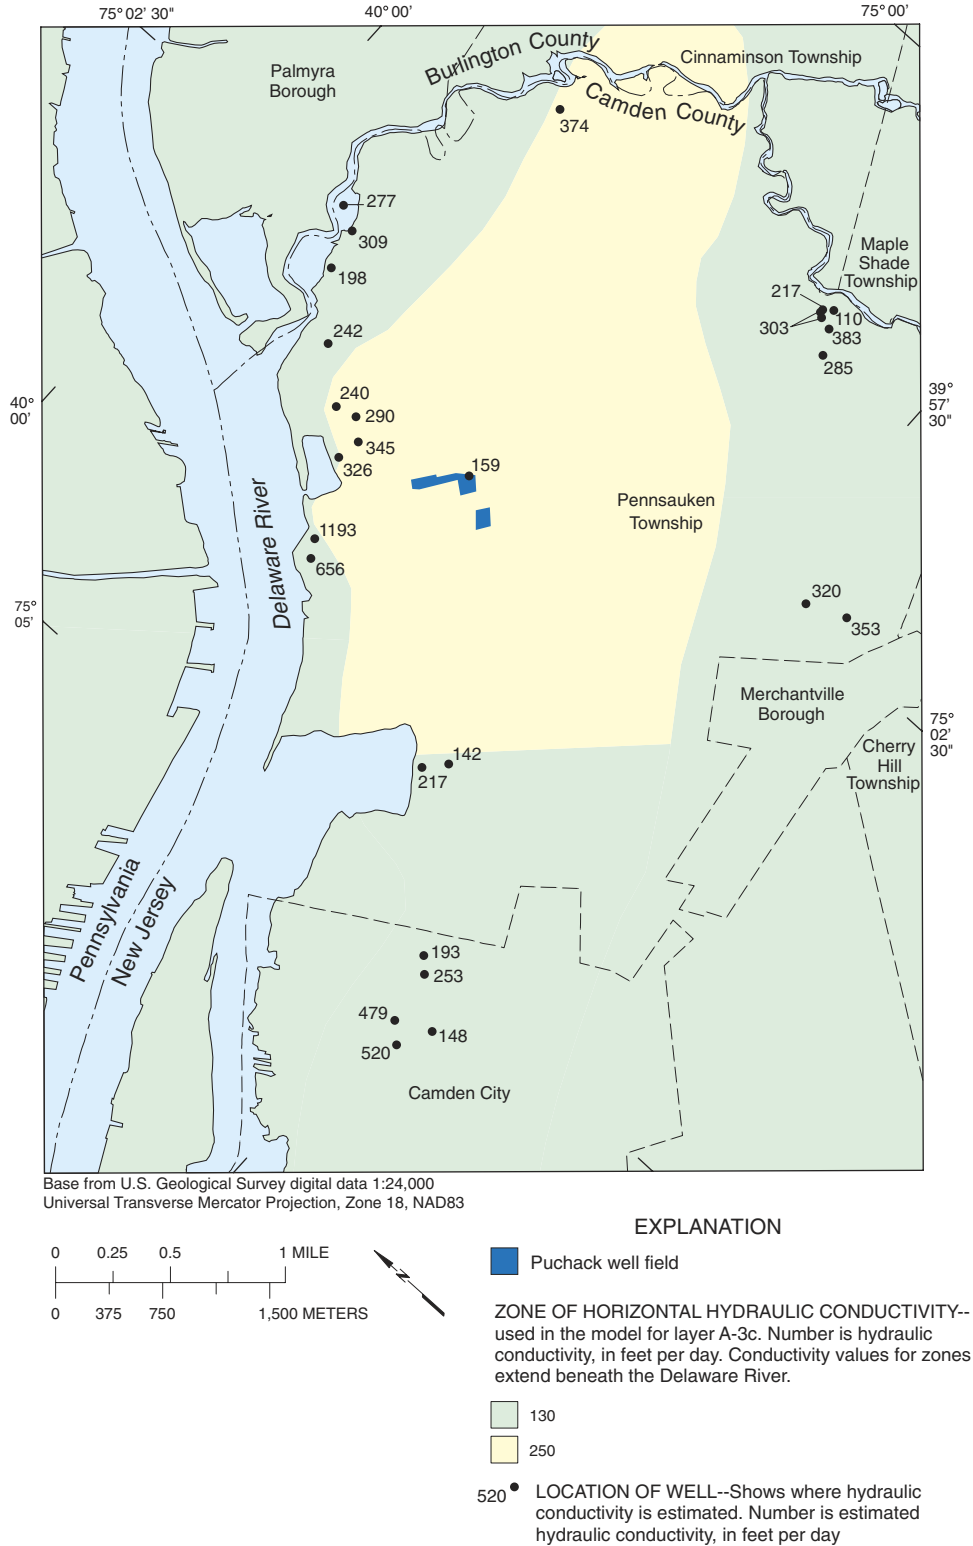 75° 02' 30"
40° 00'
75° 00'
Burlington County
Cinnaminson Township
Palmyra
Borough
Camden County
374
277
309
198
Maple
Shade
Township
217
303
110
383
285
242
240
290
345
326
40°
00'
39°
57'
30"
159
Pennsauken
Township
Delaware River
1193
656
75°
05'
320
353
Merchantville
Borough
75°
02'
30"
Cherry
Hill
Township
142
217
Pennsylvania
New Jersey
193
253
479
148
520
Camden City
Base from U.S. Geological Survey digital data 1:24,000
Universal Transverse Mercator Projection, Zone 18, NAD83
0 0.25 0.5 1 MILE
0 375 750 1,500 METERS
N
EXPLANATION
Puchack well field
ZONE OF HORIZONTAL HYDRAULIC CONDUCTIVITY--
used in the model for layer A-3c. Number is hydraulic
conductivity, in feet per day. Conductivity values for zones
extend beneath the Delaware River.
130
250
520 LOCATION OF WELL--Shows where hydraulic
conductivity is estimated. Number is estimated
hydraulic conductivity, in feet per day